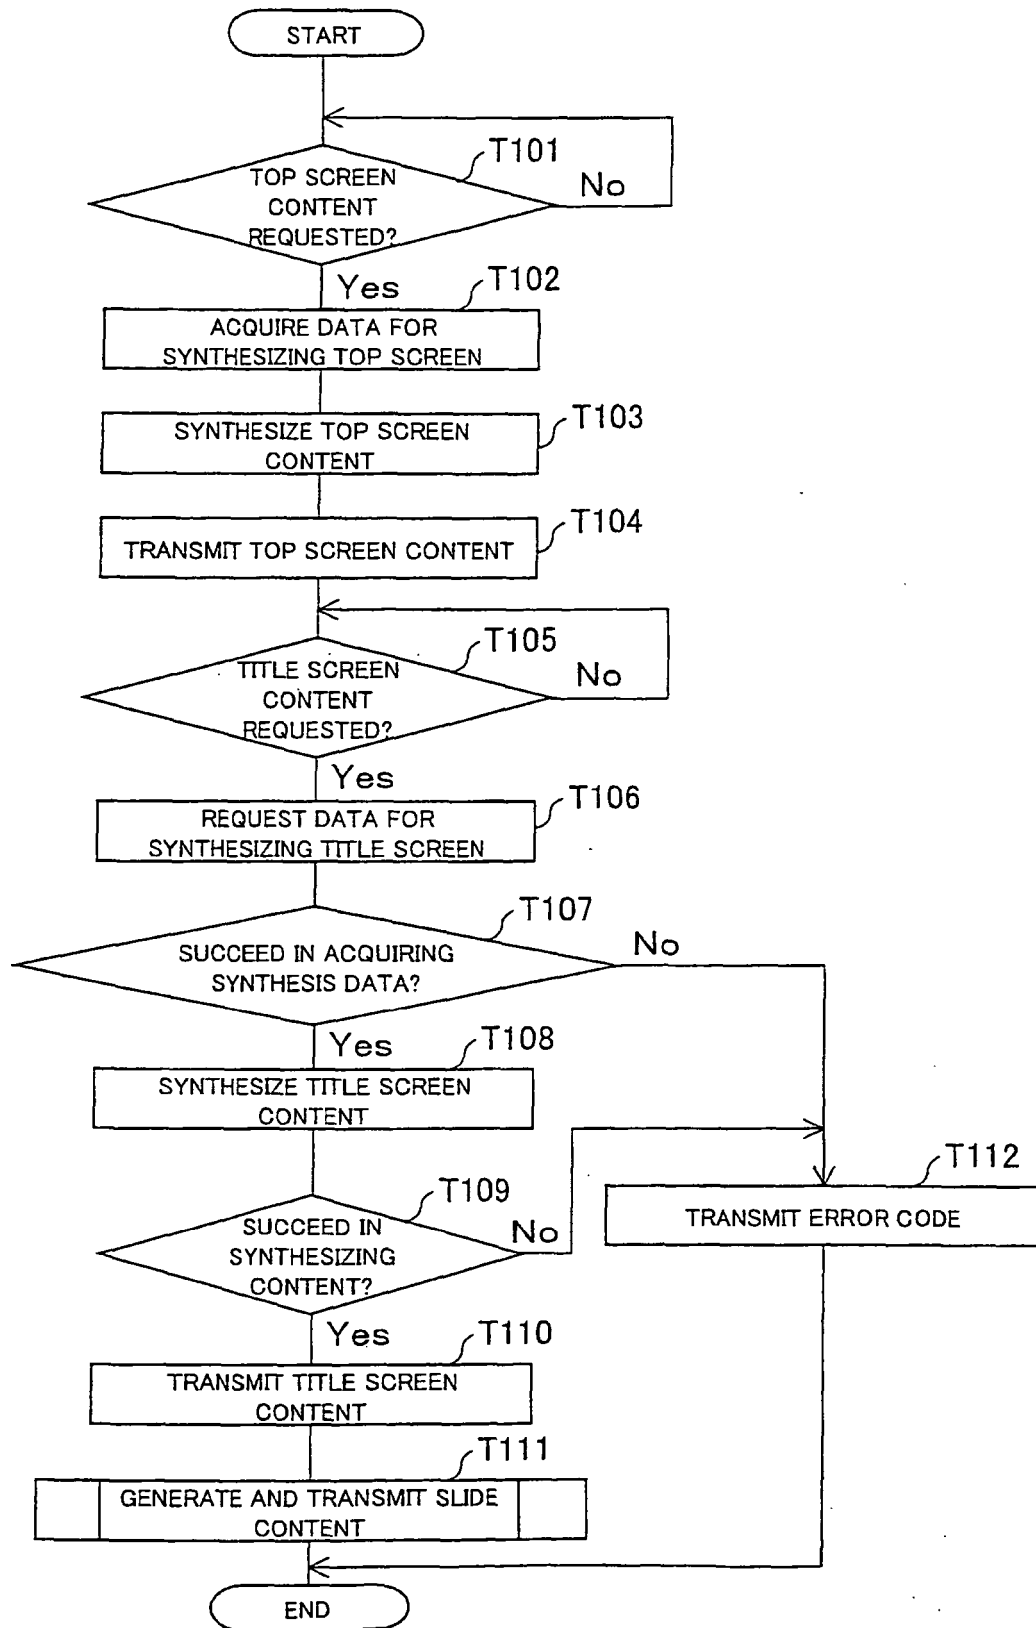 START
T101
TOP SCREEN
CONTENT
REQUESTED?
No
Yes
T102
ACQUIRE DATA FOR
SYNTHESIZING TOP SCREEN
T103
SYNTHESIZE TOP SCREEN
CONTENT
T104
TRANSMIT TOP SCREEN CONTENT
T105
TITLE SCREEN
CONTENT
REQUESTED?
No
Yes
T106
REQUEST DATA FOR
SYNTHESIZING TITLE SCREEN
T107
SUCCEED IN ACQUIRING
SYNTHESIS DATA?
No
Yes
T108
SYNTHESIZE TITLE SCREEN
CONTENT
T109
SUCCEED IN
SYNTHESIZING
CONTENT?
No
T112
TRANSMIT ERROR CODE
Yes
T110
TRANSMIT TITLE SCREEN
CONTENT
T111
GENERATE AND TRANSMIT SLIDE
CONTENT
END